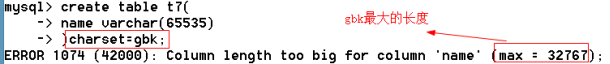 mysql> create table t7(
-> name varchar(65535)
-> )charset=gbk;
gbk最大的长度
ERROR 1074 (42000): Column length too big for column 'name' (max = 32767);